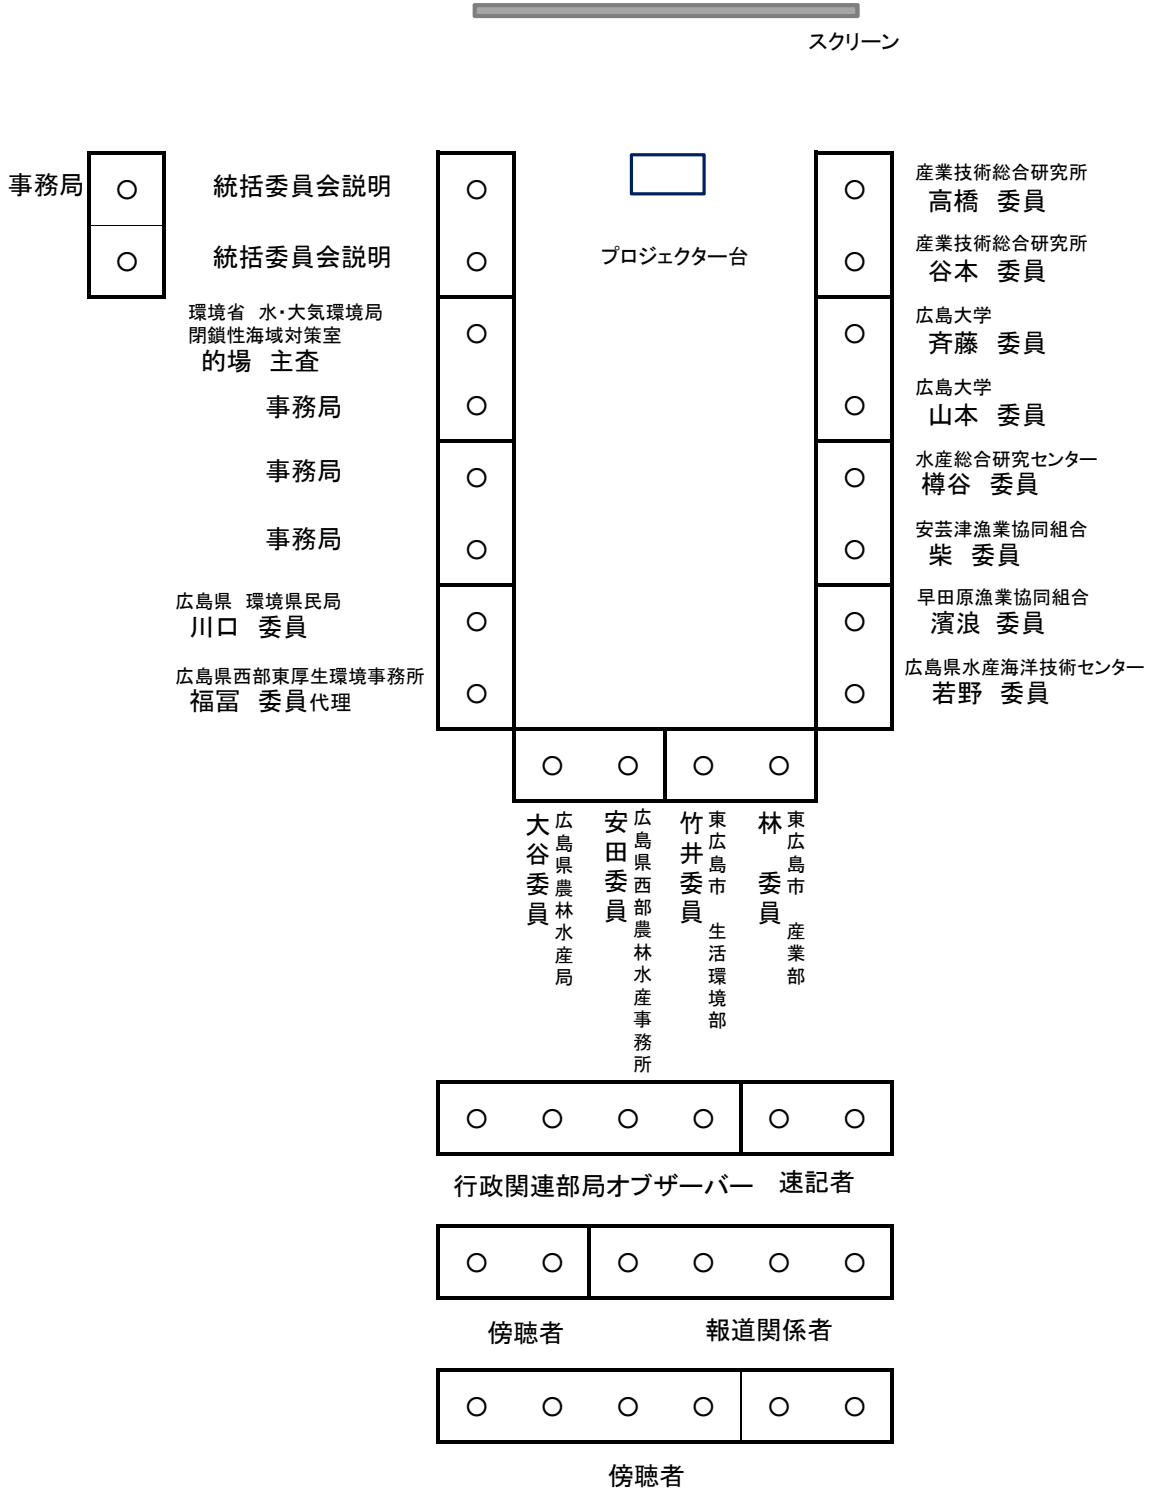 スクリーン
事務局
統括委員会説明
統括委員会説明
環境省　水・大気環境局
閉鎖性海域対策室
的場　主査
事務局
事務局
事務局
広島県　環境県民局
川口　委員
広島県西部東厚生環境事務所
福冨　委員代理
プロジェクター台
産業技術総合研究所
高橋　委員
産業技術総合研究所
谷本　委員
広島大学
斉藤　委員
広島大学
山本　委員
水産総合研究センター
樽谷　委員
安芸津漁業協同組合
柴　委員
早田原漁業協同組合
濱浪　委員
広島県水産海洋技術センター
若野　委員
広島県農林水産局
大谷委員
広島県西部農林水産事務所
安田委員
東広島市　生活環境部
竹井委員
東広島市　産業部
林　委員
行政関連部局オブザーバー
速記者
傍聴者
報道関係者
傍聴者